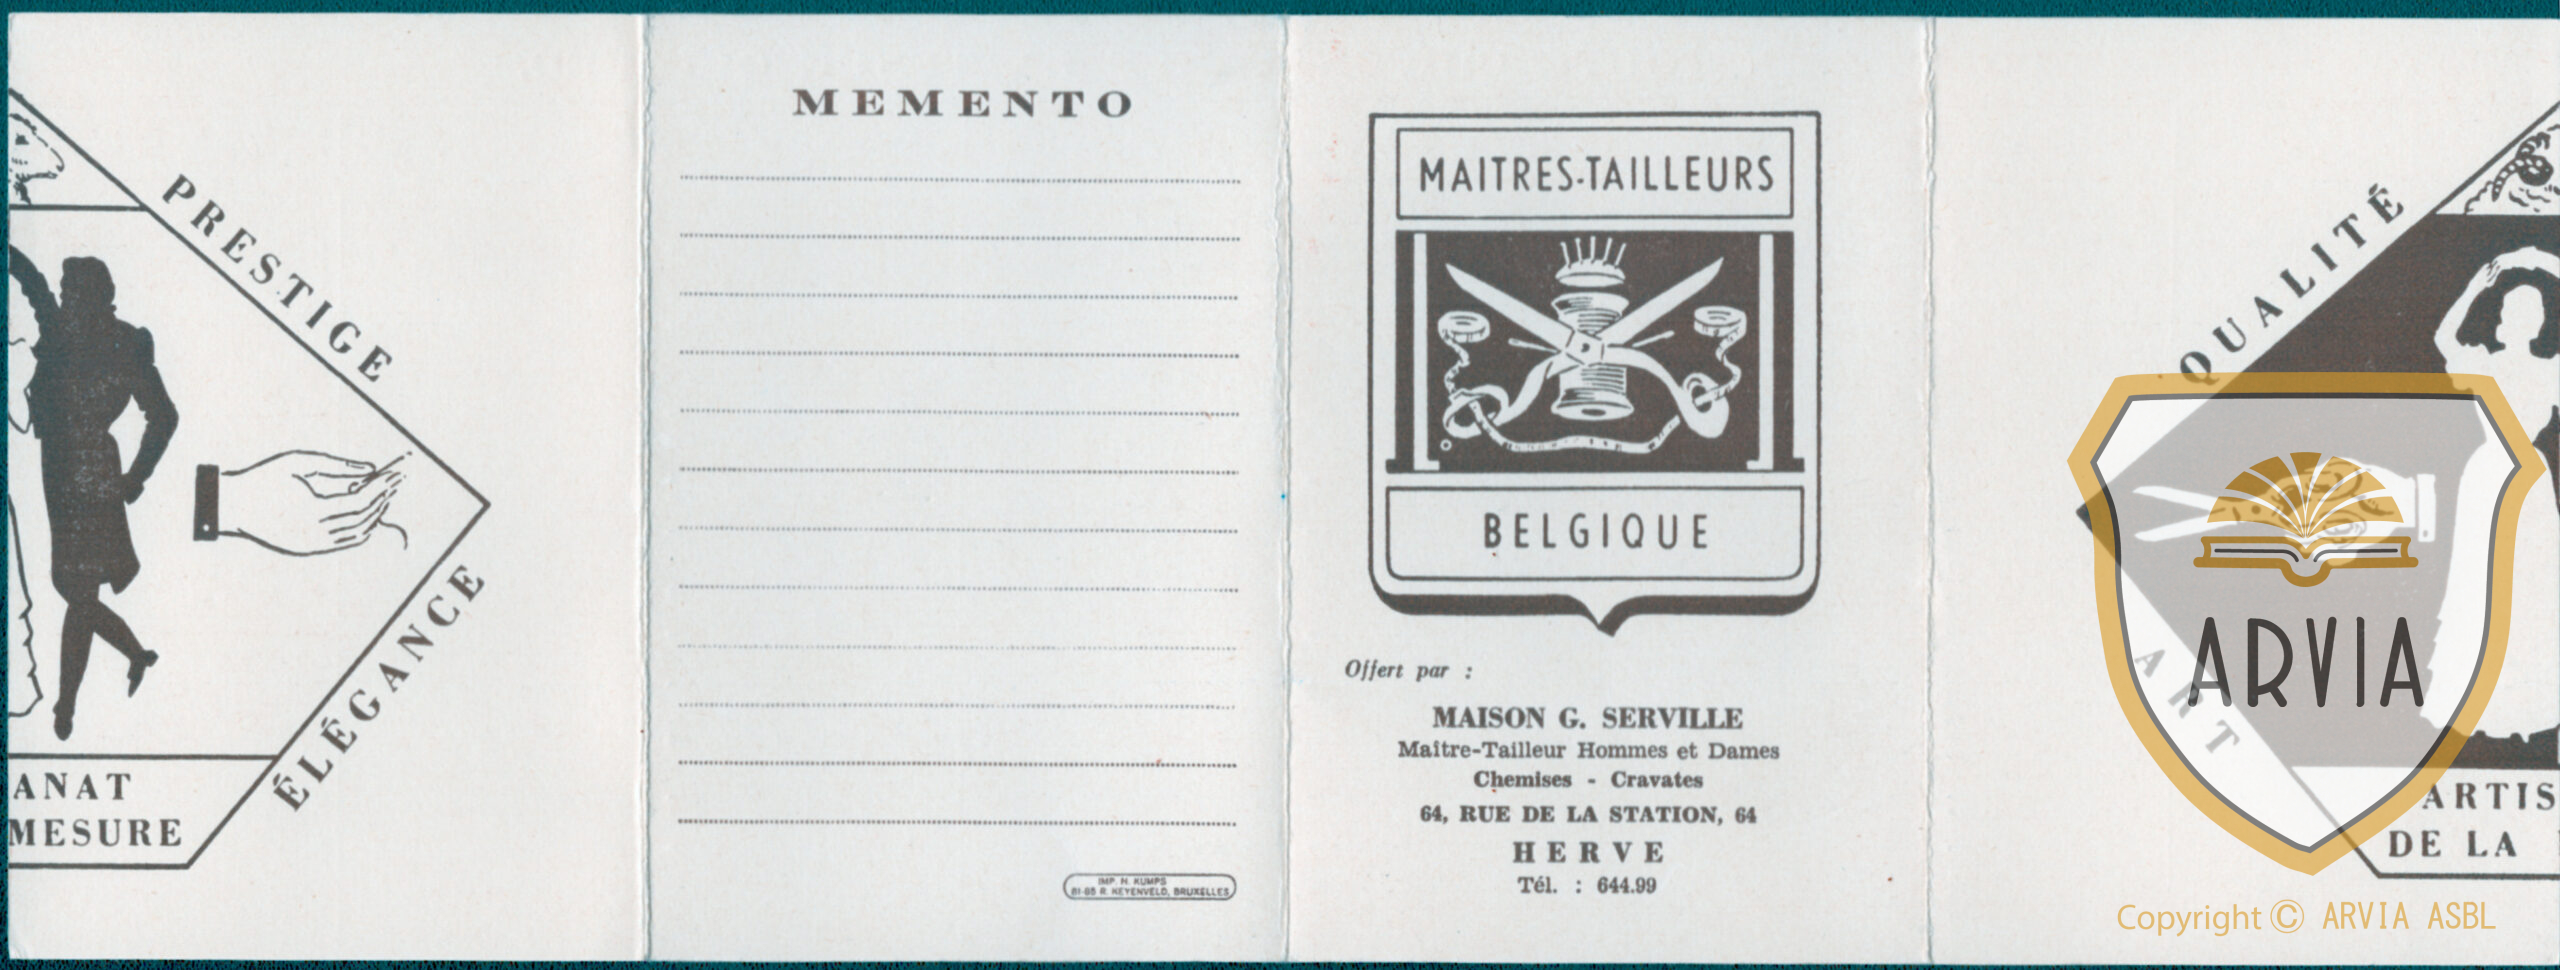 PRESTIGE
ÉLÉGANCE
ANAT
MESURE
MEMENTO
IMP. H. KUMPS
81-85 R. KEYENVELD, BRUXELLES
MAITRES-TAILLEURS
BELGIQUE
Offert par :
MAISON G. SERVILLE
Maître-Tailleur Hommes et Dames
Chemises - Cravates
64, RUE DE LA STATION, 64
HERVE
Tél. : 644.99
QUALITÉ
ART
ARTIS
DE LA
ARVIA
Copyright © ARVIA ASBL